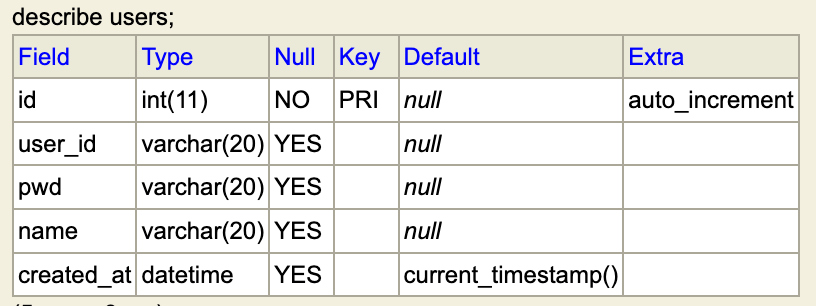 describe users;
Field Type Null Key Default Extra
id int(11) NO PRI null auto_increment
user_id varchar(20) YES null
pwd varchar(20) YES null
name varchar(20) YES null
created_at datetime YES current_timestamp()